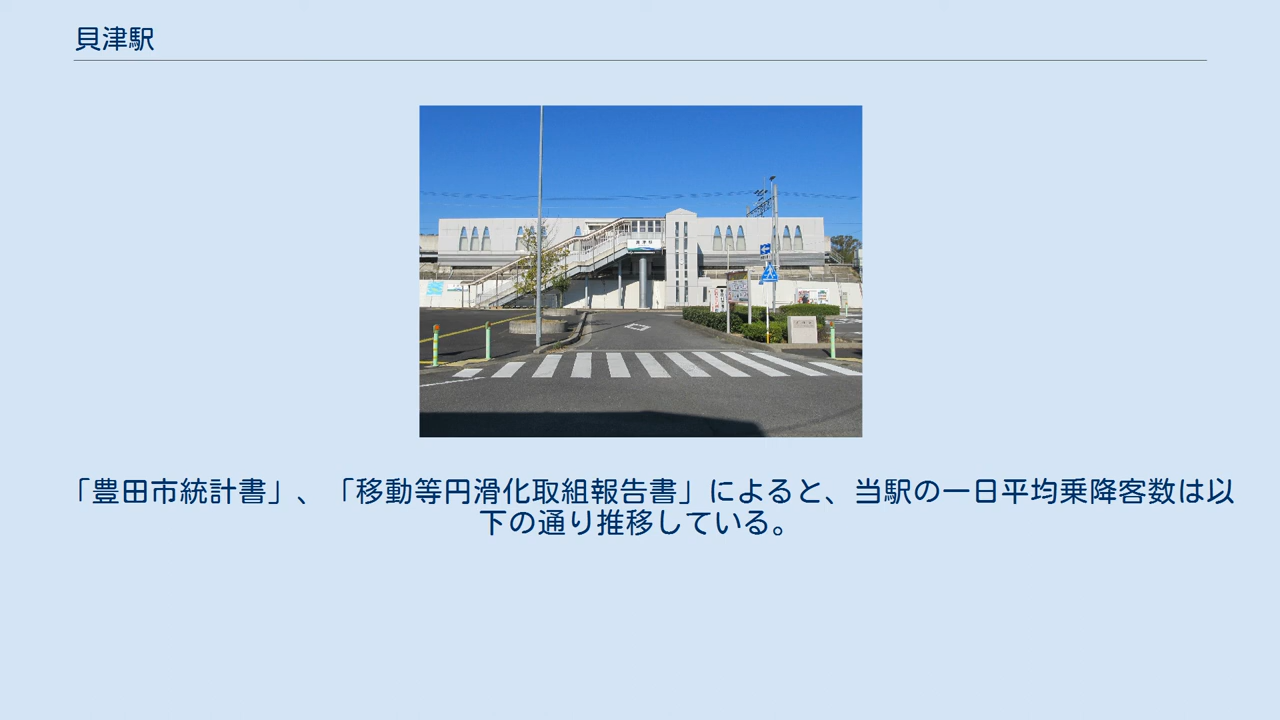 貝津駅
「豊田市統計書」、「移動等円滑化取組報告書」によると、当駅の一日平均乗降客数は以
下の通り推移している。